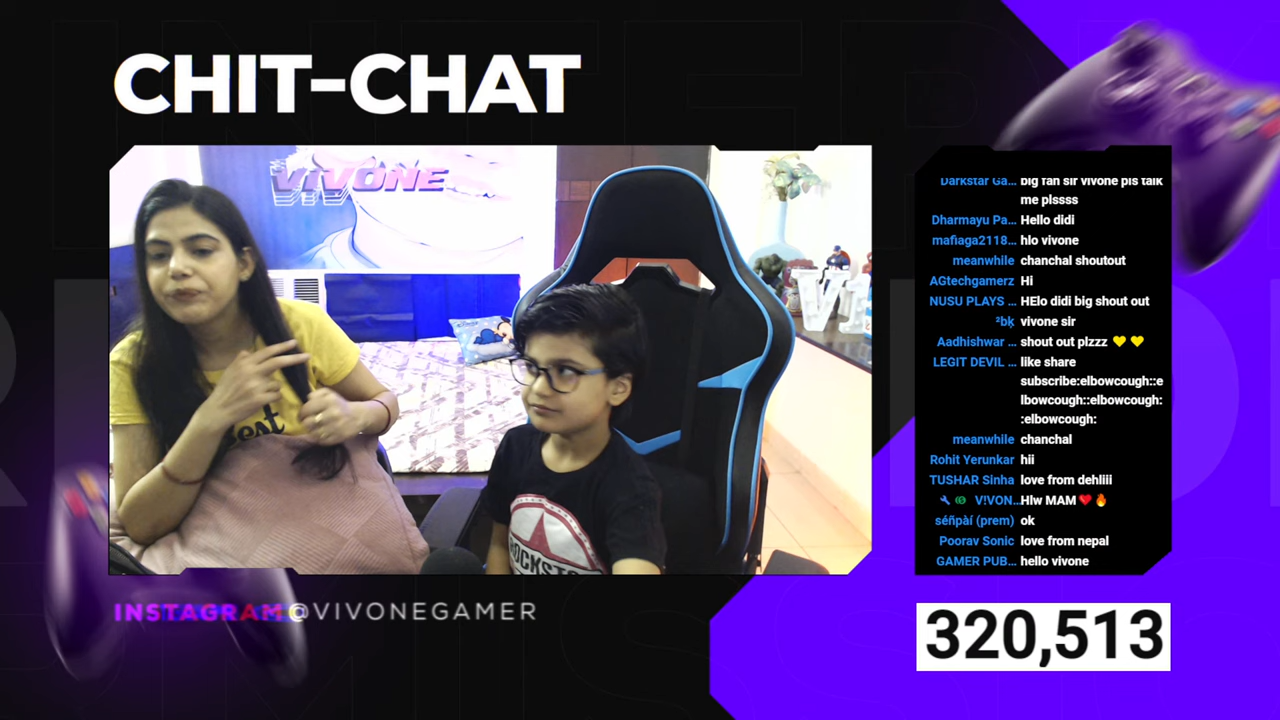 CHIT-CHAT
VIVONE
VI
est
ROCKST
INSTAGRAM @VIVONEGAMER
Darkstar Ga... big fan sir vivone pls talk
me plssss
Dharmayu Pa... Hello didi
mafiaga2118... hlo vivone
meanwhile chanchal shoutout
AGtechgamerz Hi
NUSU PLAYS ... HElo didi big shout out
²bķ vivone sir
Aadhishwar ... shout out plzzz 💛 💛
LEGIT DEVIL ... like share
subscribe:elbowcough::e
lbowcough::elbowcough:
:elbowcough:
meanwhile chanchal
Rohit Yerunkar hii
TUSHAR Sinha love from dehliii
V!VON... Hlw MAM❤️🔥
séñpàí (prem) ok
Poorav Sonic love from nepal
GAMER PUB... hello vivone
320,513